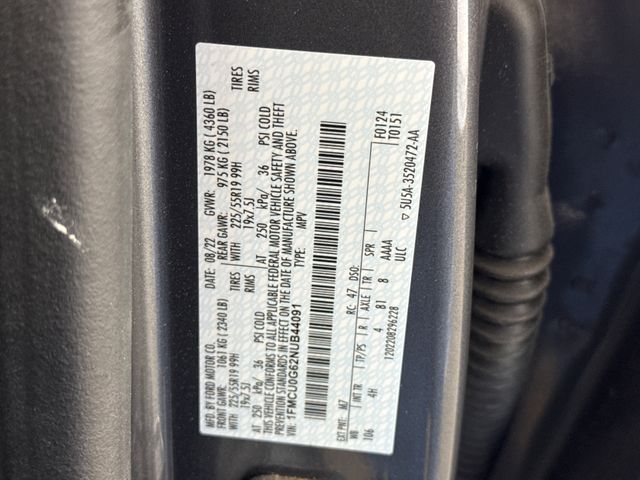 MFD. BY FORD MOTOR CO. DATE: 08/22 GVWR: 1978 KG ( 4360 LB)
FRONT GAWR: 1061 KG ( 2340 LB) REAR GAWR: 975 KG ( 2150 LB)
225/55R19 99H TIRES WITH 225/55R19 99H TIRES
19x7.5J RIMS 19x7.5J RIMS
AT 250 kPa/ 36 PSI COLD AT 250 kPa/ 36 PSI COLD
THIS VEHICLE CONFORMS TO ALL APPLICABLE FEDERAL MOTOR VEHICLE SAFETY AND THEFT
PREVENTION STANDARDS IN EFFECT ON THE DATE OF MANUFACTURE SHOWN ABOVE.
1FMCU0G62NUB44091 TYPE: MPV
F0124
T0151
EXT PNT: M7 RC: 47 DSO:
WB INT TR TP/PS R AXLE TR SPR
106 4H 4 81 8 AAAA
ULC
1202208296228
▽ 5U5A-3520472-AA